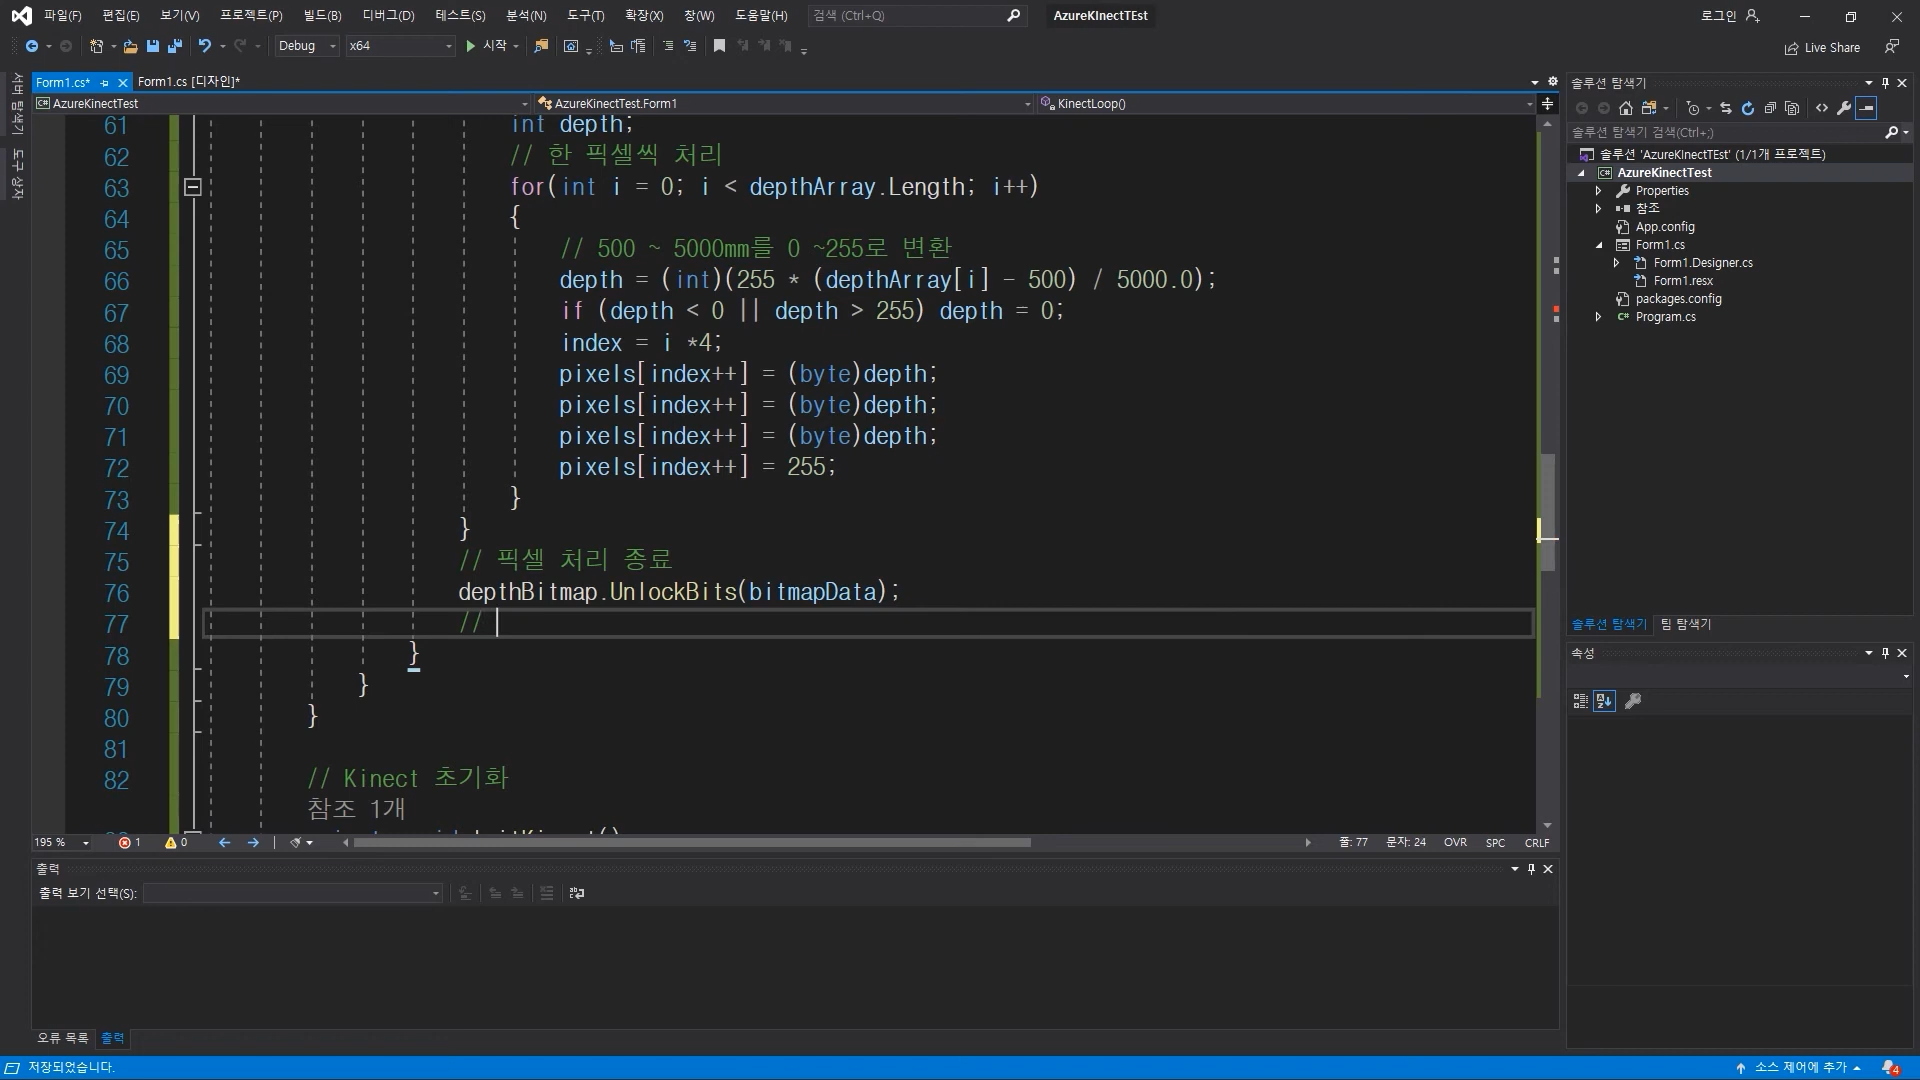 파일(F) 편집(E) 보기(V) 프로젝트(P) 빌드(B) 디버그(D) 테스트(S) 분석(N) 도구(T) 확장(X) 창(W) 도움말(H) 검색 (Ctrl+Q) AzureKInectTEst 로그인
Debug x64 시작 Live Share
서버 탐색기
도구 상자
Form1.cs* Form1.cs [디자인]*
AzureKinectTest AzureKinectTest.Form1 KinectLoop()
61 int depth;
62 // 한 픽셀씩 처리
63 for(int i = 0; i < depthArray.Length; i++)
64 {
65 // 500 ~ 5000mm를 0 ~255로 변환
66 depth = (int)(255 * (depthArray[i] - 500) / 5000.0);
67 if (depth < 0 || depth > 255) depth = 0;
68 index = i *4;
69 pixels[index++] = (byte)depth;
70 pixels[index++] = (byte)depth;
71 pixels[index++] = (byte)depth;
72 pixels[index++] = 255;
73 }
74 }
75 // 픽셀 처리 종료
76 depthBitmap.UnlockBits(bitmapData);
77 //
78 }
79 }
80 }
81
82 // Kinect 초기화
참조 1개
195 % 1 0 줄: 77 문자: 24 OVR SPC CRLF
출력
출력 보기 선택(S):
오류 목록 출력
저장되었습니다. 소스 제어에 추가 4
솔루션 탐색기
솔루션 탐색기 검색(Ctrl+;)
솔루션 'AzureKInectTEst' (1/1개 프로젝트)
AzureKinectTest
Properties
참조
App.config
Form1.cs
Form1.Designer.cs
Form1.resx
packages.config
Program.cs
솔루션 탐색기 팀 탐색기
속성